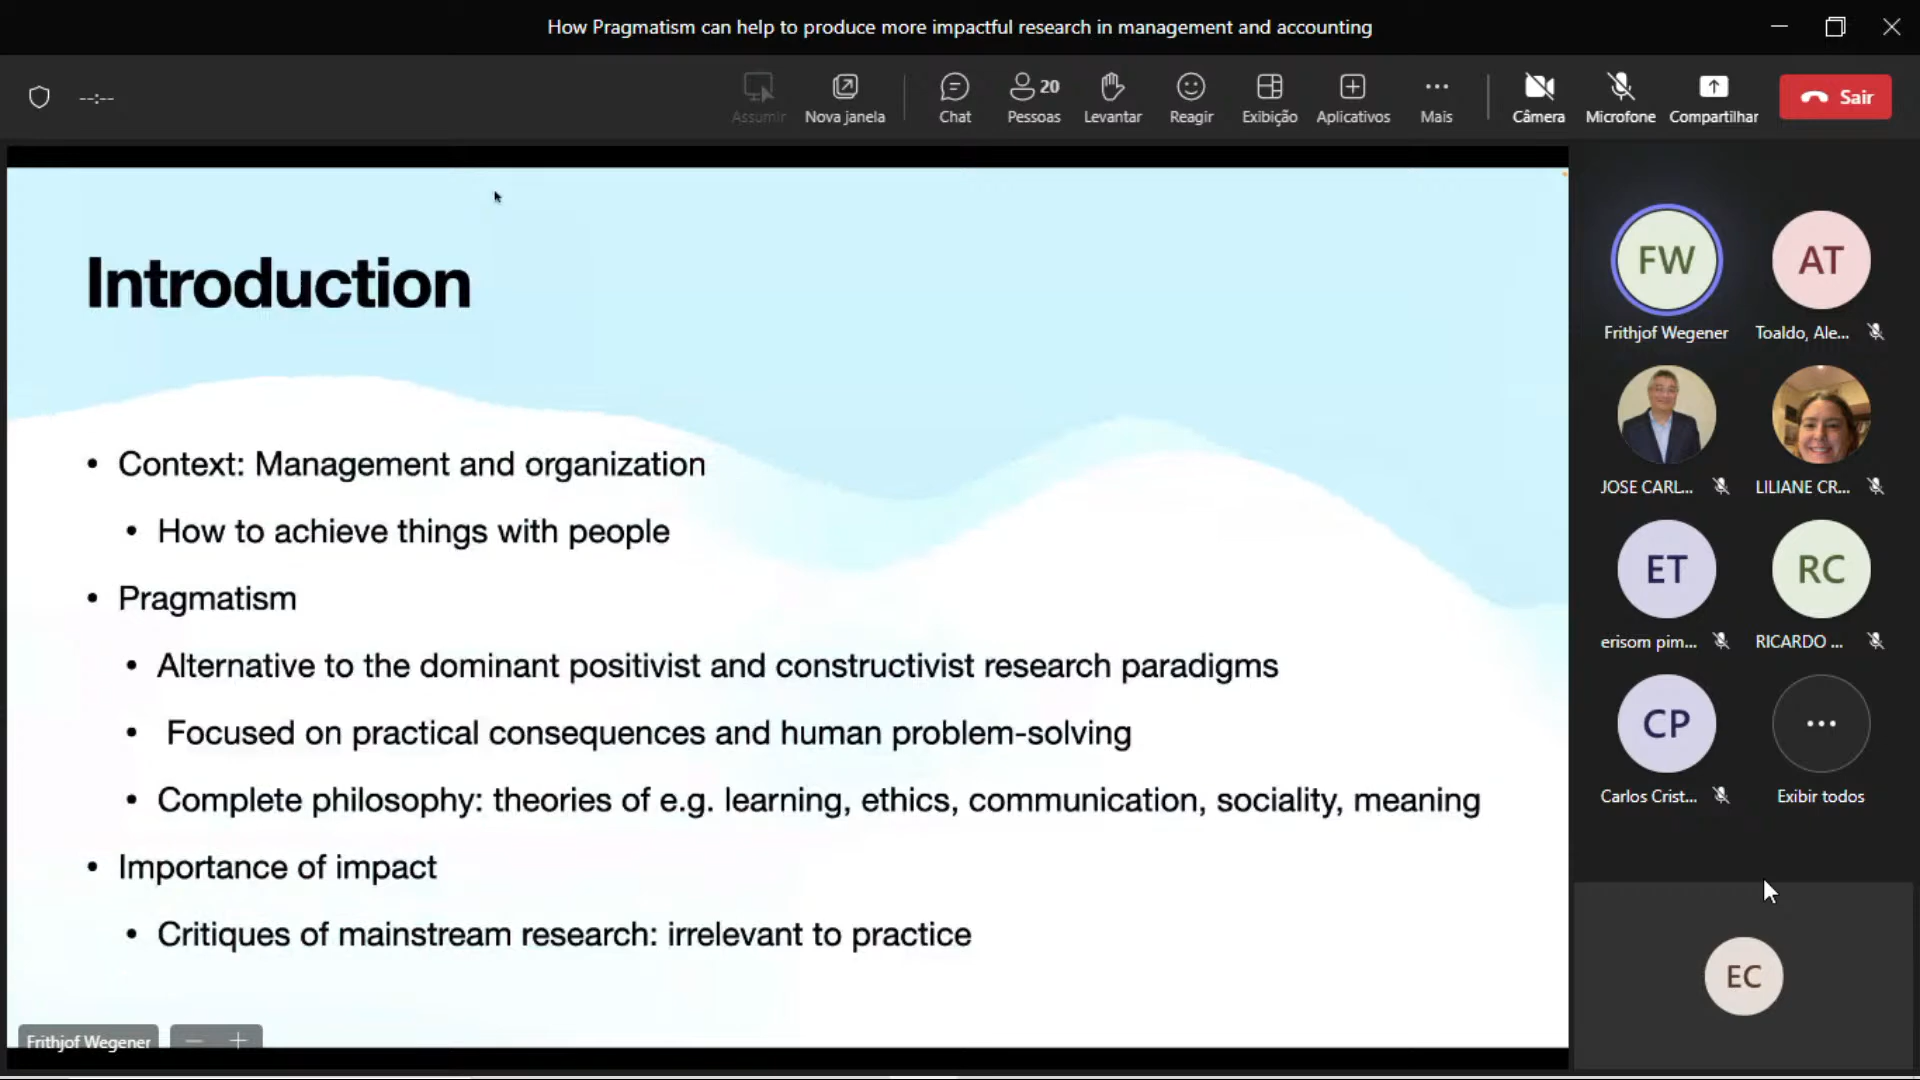 How Pragmatism can help to produce more impactful research in management and accounting
--:--
Assumir
Nova janela
Chat
20
Pessoas
Levantar
Reagir
Exibição
Aplicativos
Mais
Câmera
Microfone
Compartilhar
Sair
Introduction
• Context: Management and organization
• How to achieve things with people
• Pragmatism
• Alternative to the dominant positivist and constructivist research paradigms
• Focused on practical consequences and human problem-solving
• Complete philosophy: theories of e.g. learning, ethics, communication, sociality, meaning
• Importance of impact
• Critiques of mainstream research: irrelevant to practice
Frithjof Wegener
FW
Frithjof Wegener
AT
Toaldo, Ale...
JOSE CARL...
LILIANE CR...
ET
erisom pim...
RC
RICARDO ...
CP
Carlos Crist...
Exibir todos
EC